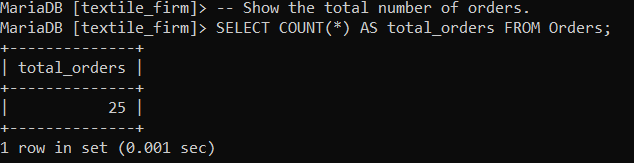 MariaDB [textile_firm]> -- Show the total number of orders.
MariaDB [textile_firm]> SELECT COUNT(*) AS total_orders FROM Orders;
+--------------+
| total_orders |
+--------------+
|           25 |
+--------------+
1 row in set (0.001 sec)